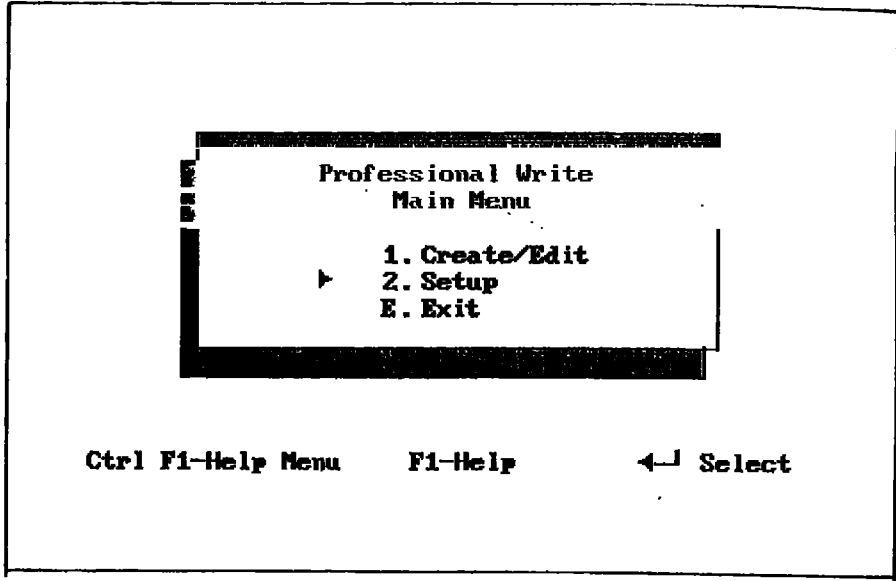 Professional Write
Main Menu
1. Create/Edit
2. Setup
E. Exit
Ctrl F1-Help Menu F1-Help Select